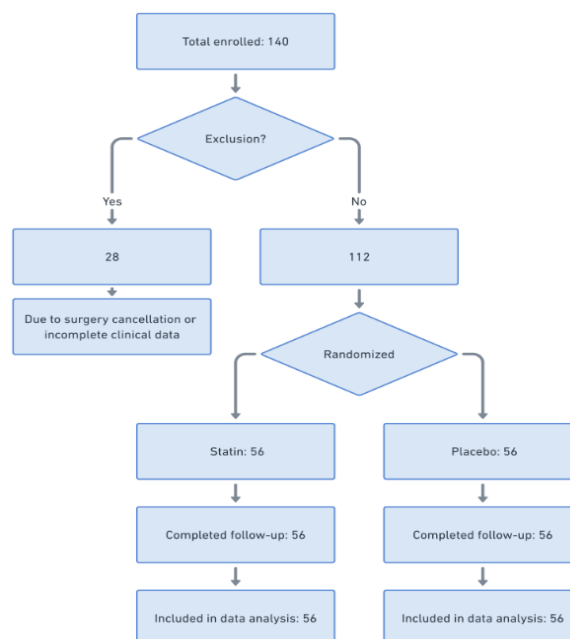 Total enrolled: 140
Exclusion?
Yes
No
28
112
Due to surgery cancellation or
incomplete clinical data
Randomized
Statin: 56
Placebo: 56
Completed follow-up: 56
Completed follow-up: 56
Included in data analysis: 56
Included in data analysis: 56